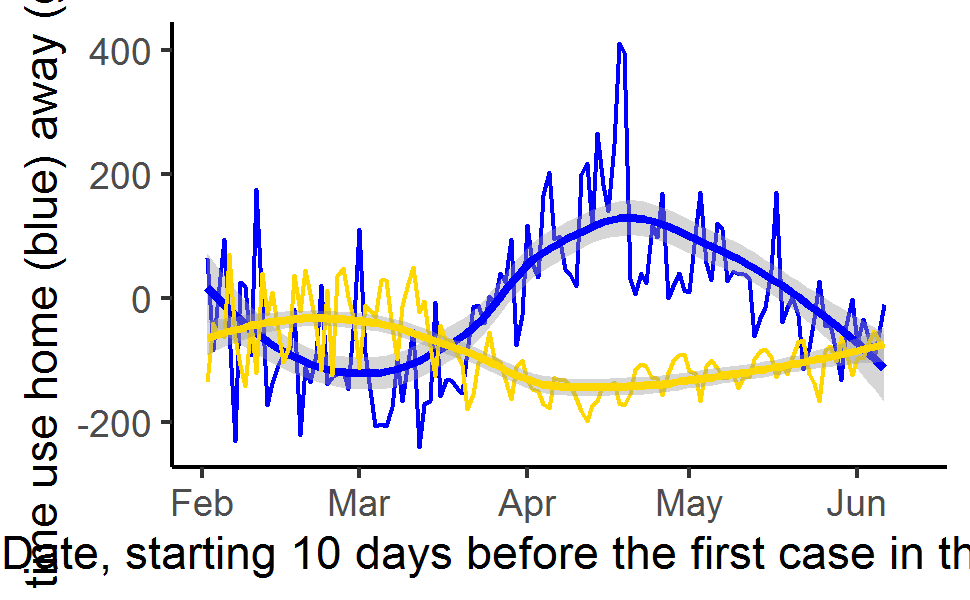 time use home (blue) away (
400
200
0
-200
Feb Mar Apr May Jun
Date, starting 10 days before the first case in th